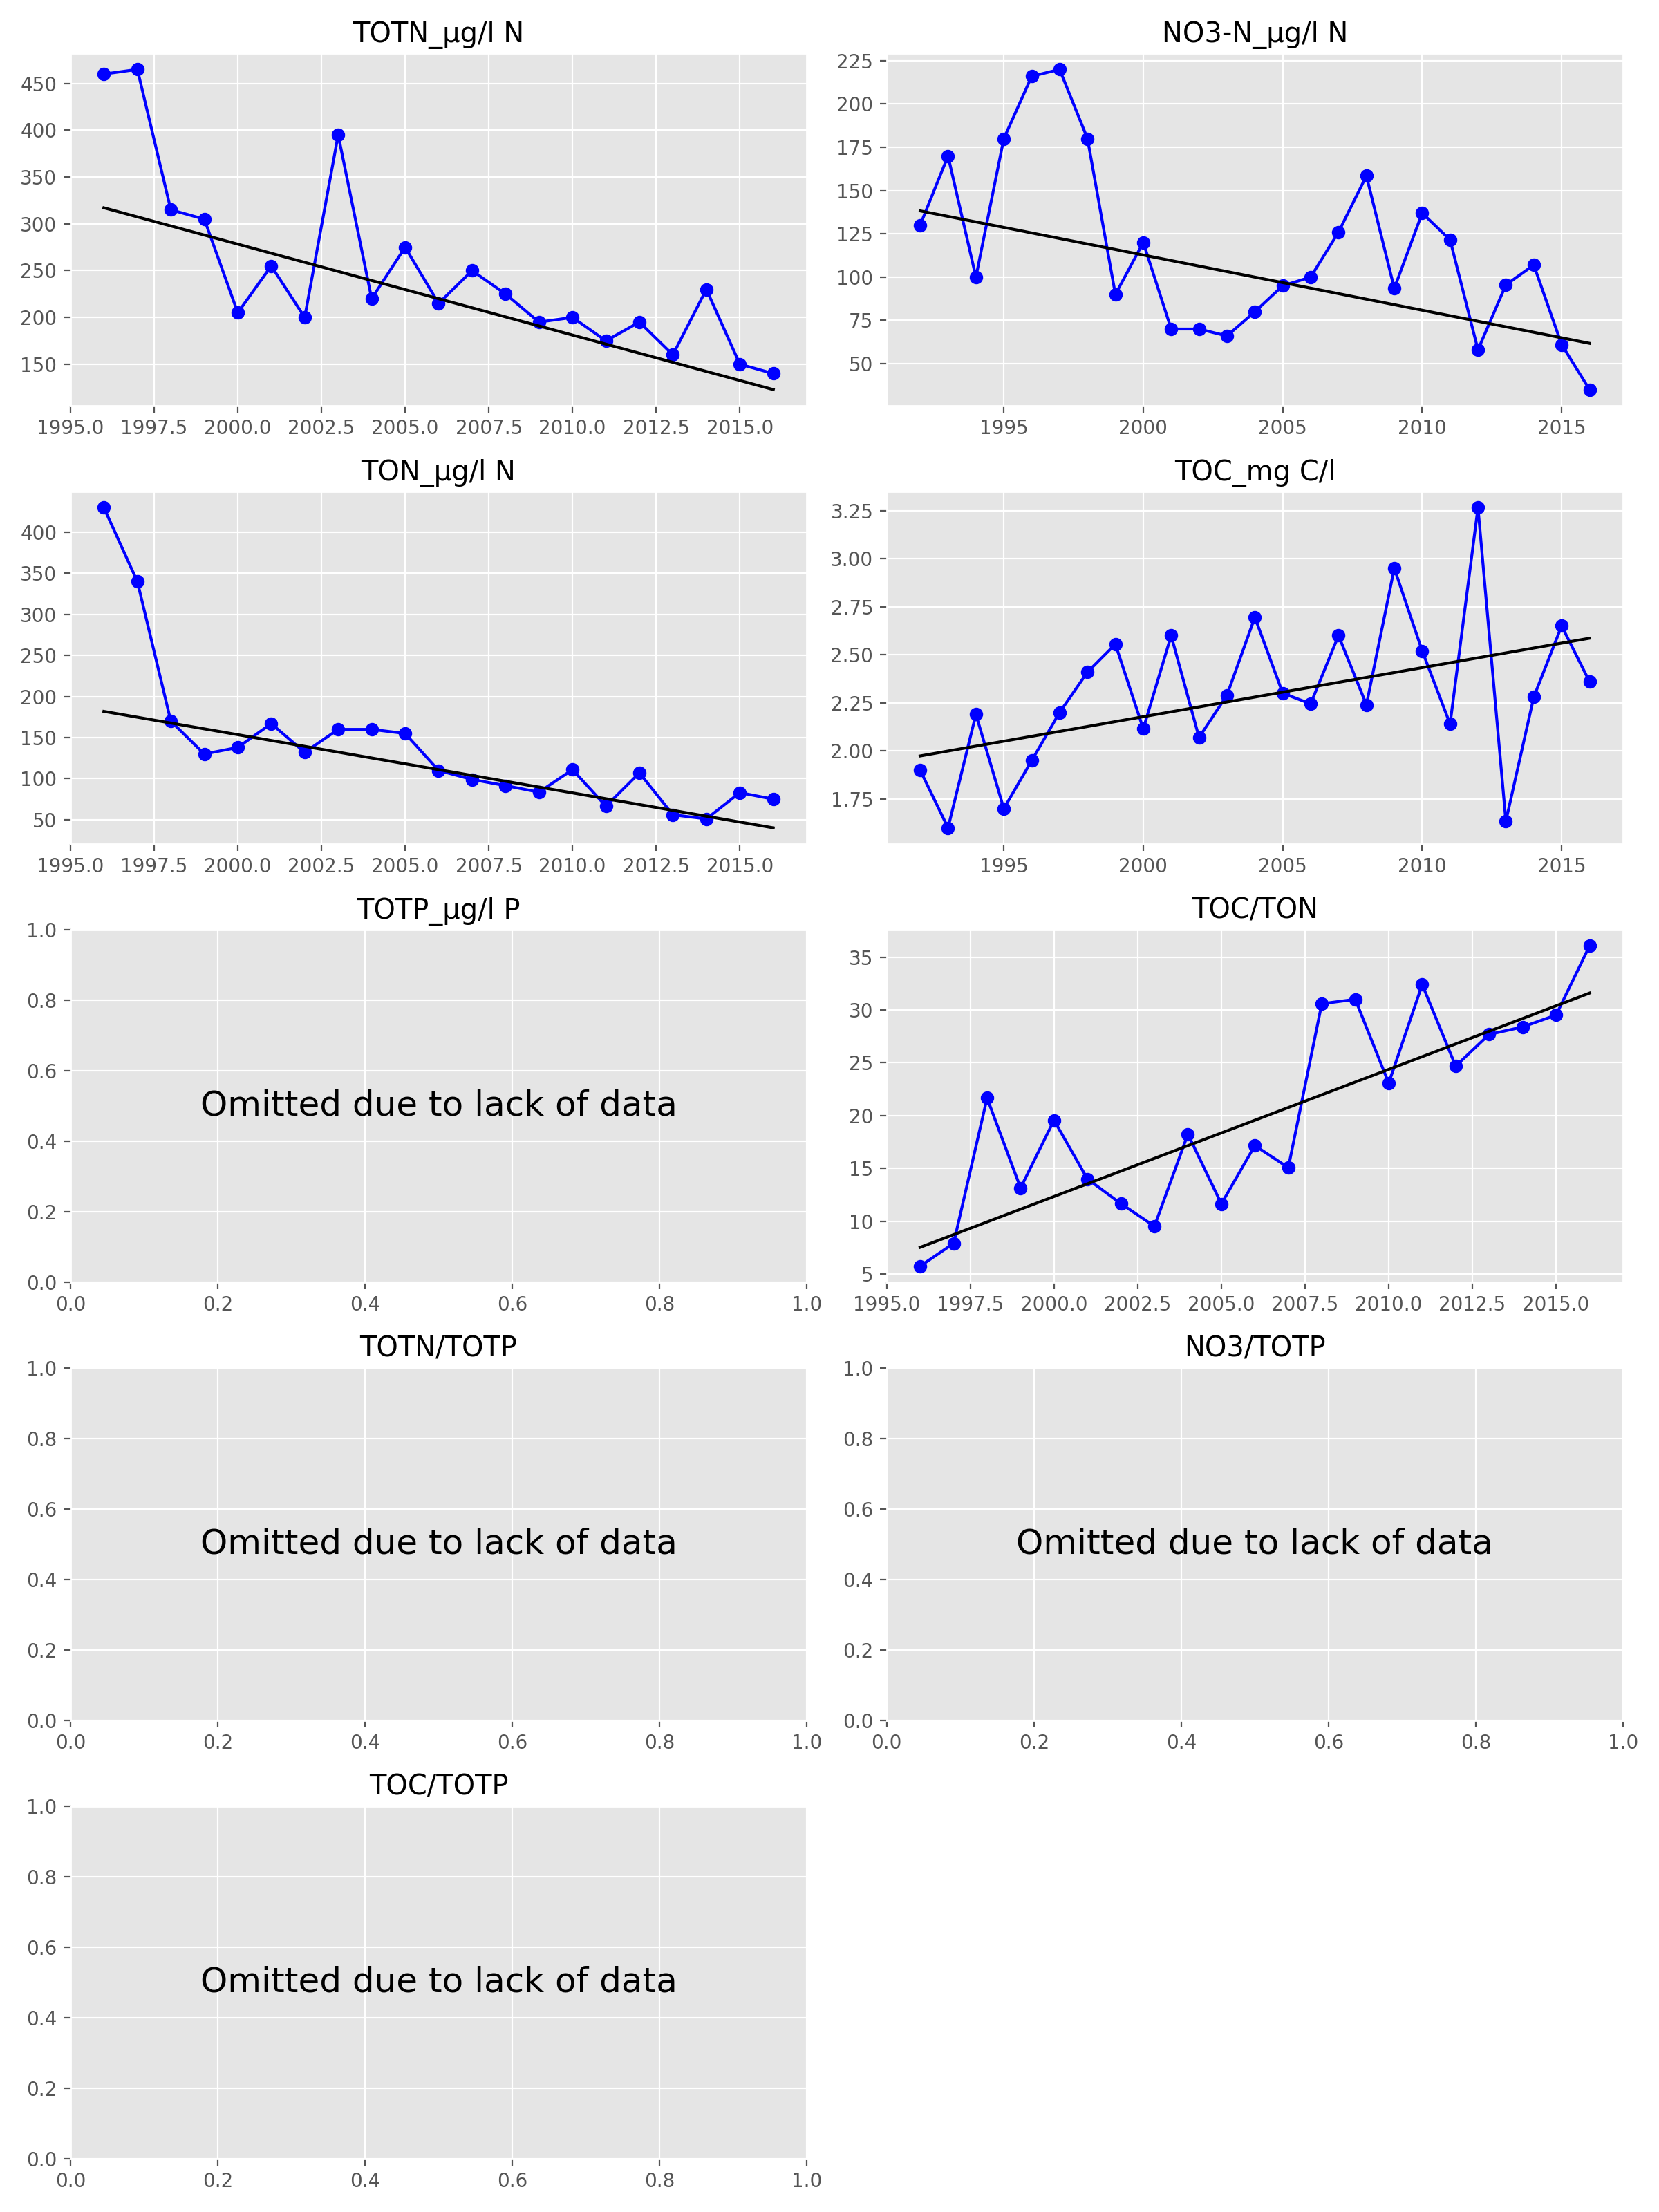 TOTN_µg/l N
450
400
350
300
250
200
150
1995.0 1997.5 2000.0 2002.5 2005.0 2007.5 2010.0 2012.5 2015.0
NO3-N_µg/l N
225
200
175
150
125
100
75
50
1995 2000 2005 2010 2015
TON_µg/l N
400
350
300
250
200
150
100
50
1995.0 1997.5 2000.0 2002.5 2005.0 2007.5 2010.0 2012.5 2015.0
TOC_mg C/l
3.25
3.00
2.75
2.50
2.25
2.00
1.75
1995 2000 2005 2010 2015
TOTP_µg/l P
1.0
0.8
0.6
Omitted due to lack of data
0.4
0.2
0.0
0.0 0.2 0.4 0.6 0.8 1.0
TOC/TON
35
30
25
20
15
10
5
1995.0 1997.5 2000.0 2002.5 2005.0 2007.5 2010.0 2012.5 2015.0
TOTN/TOTP
1.0
0.8
0.6
Omitted due to lack of data
0.4
0.2
0.0
0.0 0.2 0.4 0.6 0.8 1.0
NO3/TOTP
1.0
0.8
0.6
Omitted due to lack of data
0.4
0.2
0.0
0.0 0.2 0.4 0.6 0.8 1.0
TOC/TOTP
1.0
0.8
0.6
Omitted due to lack of data
0.4
0.2
0.0
0.0 0.2 0.4 0.6 0.8 1.0